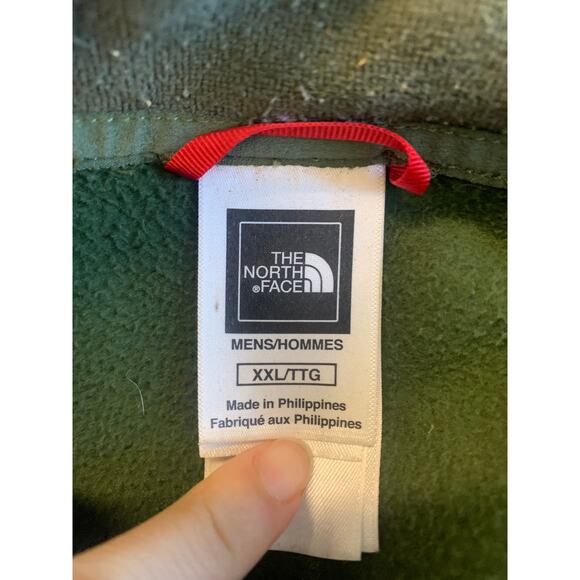 THE
NORTH
®FACE
MENS/HOMMES
XXL/TTG
Made in Philippines
Fabriqué aux Philippines